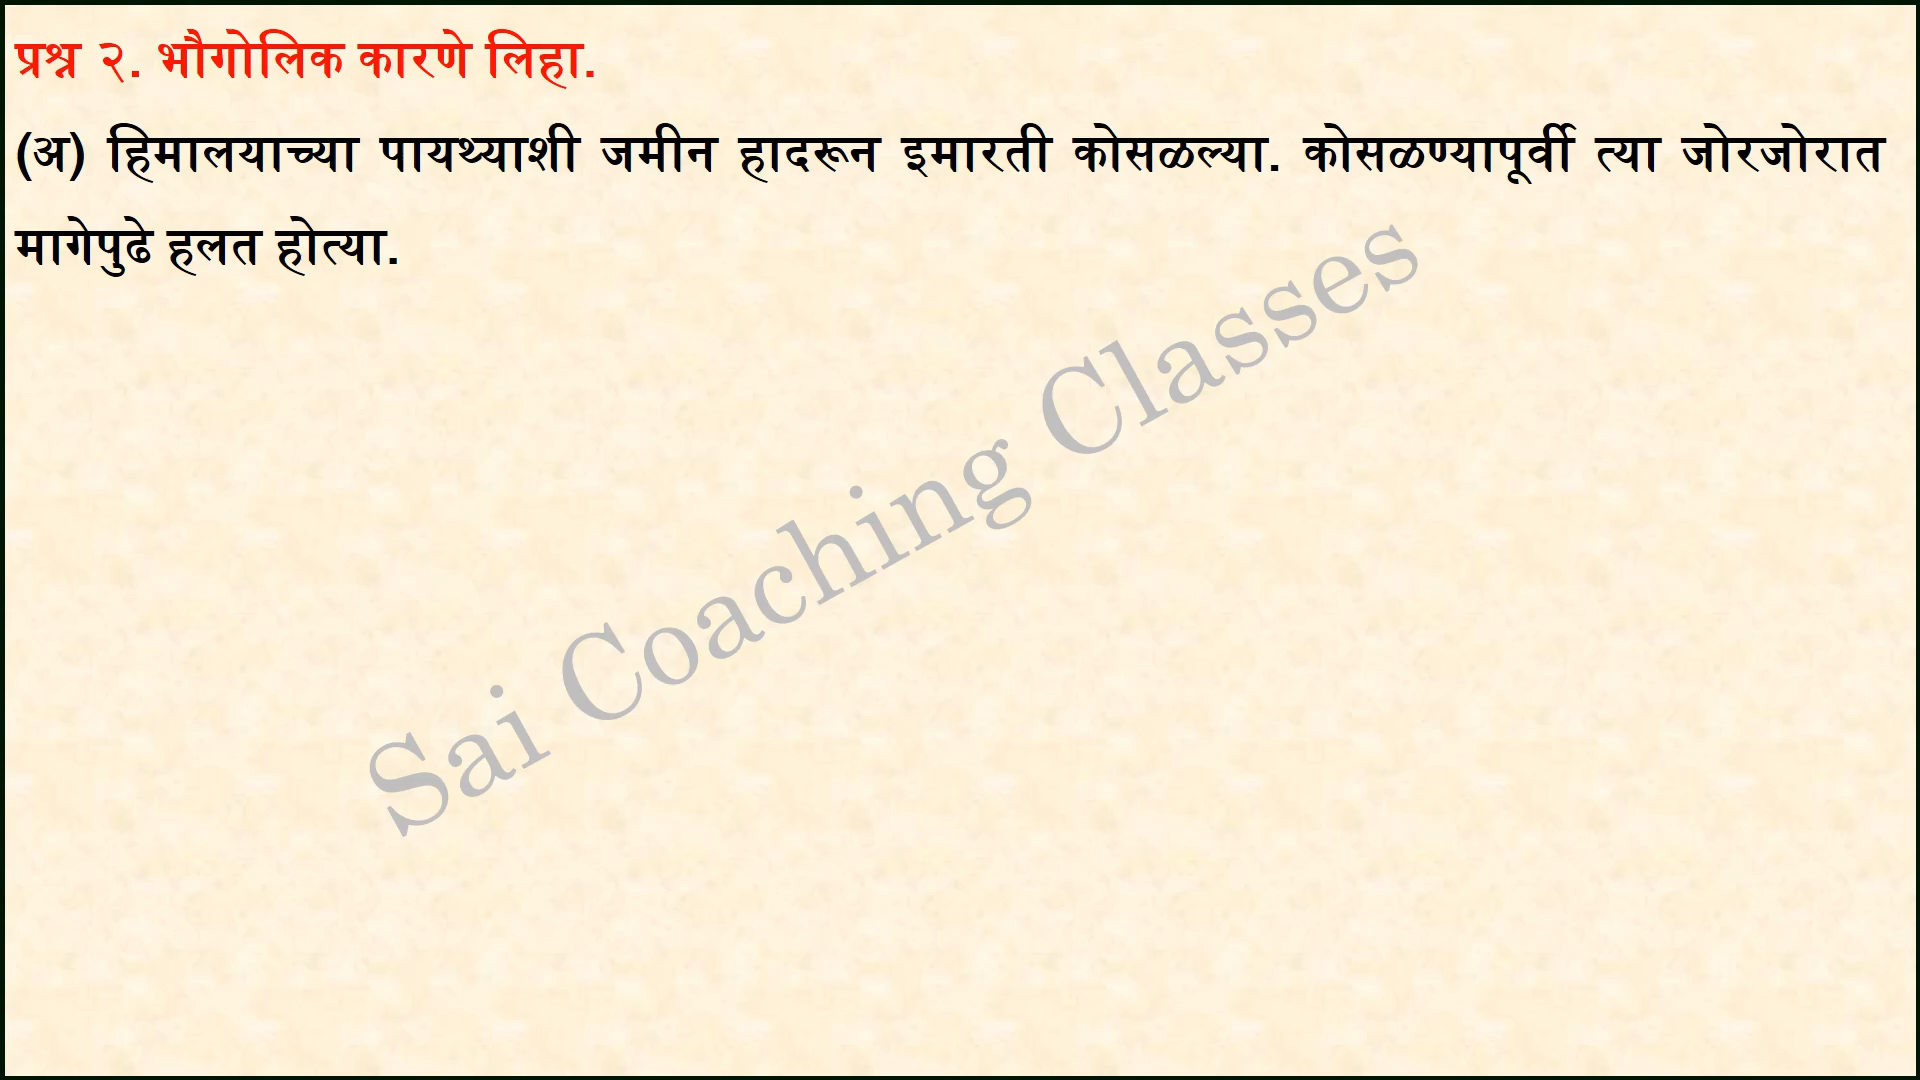 प्रश्न २. भौगोलिक कारणे लिहा.
(अ) हिमालयाच्या पायथ्याशी जमीन हादरून इमारती कोसळल्या. कोसळण्यापूर्वी त्या जोरजोरात
मागेपुढे हलत होत्या.
Sai Coaching Classes